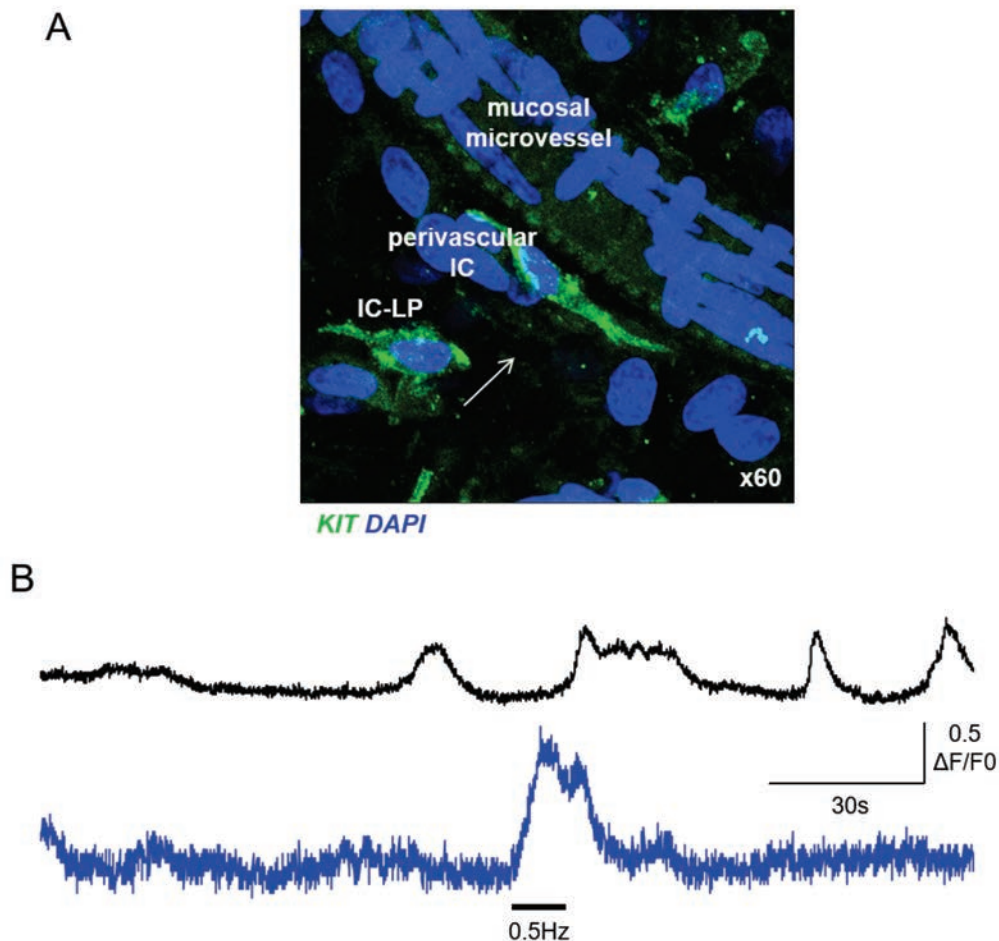 A
mucosal
microvessel
perivascular
IC
IC-LP
x60
KIT DAPI
B
0.5
ΔF/F0
30s
0.5Hz